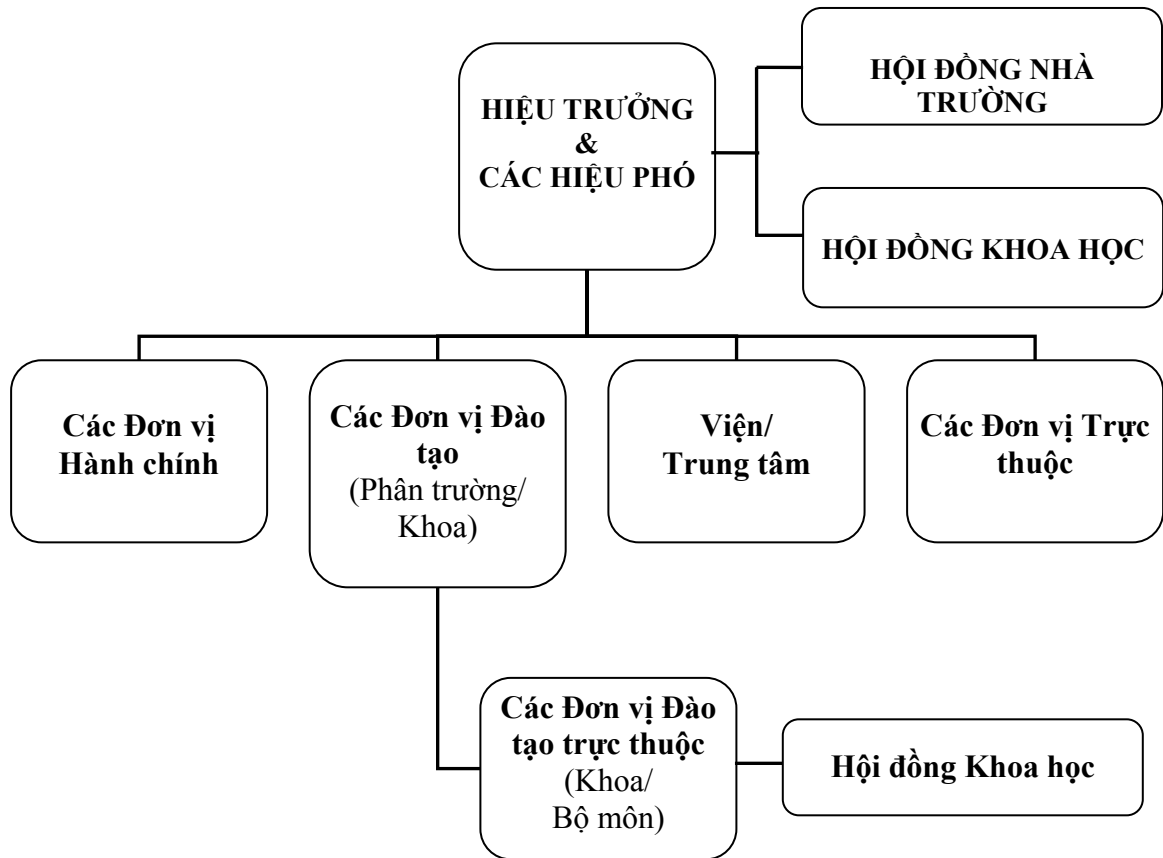 HIỆU TRƯỞNG
&
CÁC HIỆU PHÓ
HỘI ĐỒNG NHÀ
TRƯỜNG
HỘI ĐỒNG KHOA HỌC
Các Đơn vị
Hành chính
Các Đơn vị Đào
tạo
(Phân trường/
Khoa)
Viện/
Trung tâm
Các Đơn vị Trực
thuộc
Các Đơn vị Đào
tạo trực thuộc
(Khoa/
Bộ môn)
Hội đồng Khoa học